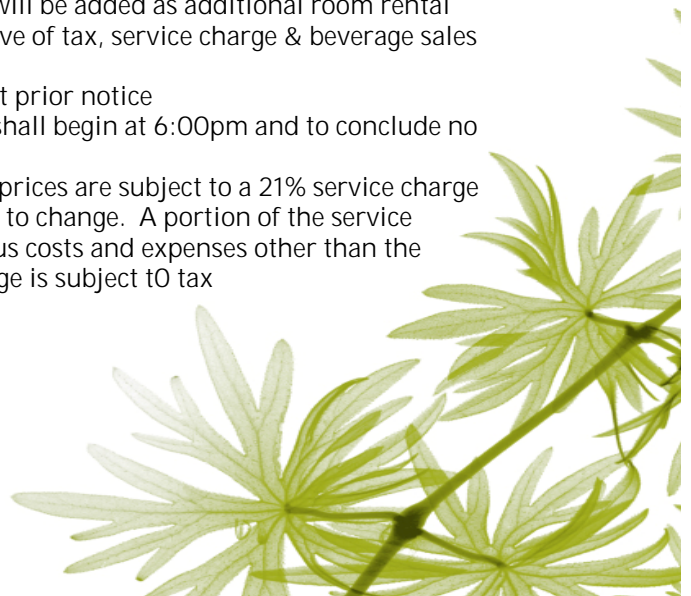 will be added as additional room rental
ve of tax, service charge & beverage sales
t prior notice
shall begin at 6:00pm and to conclude no
prices are subject to a 21% service charge
to change. A portion of the service
us costs and expenses other than the
ge is subject t0 tax